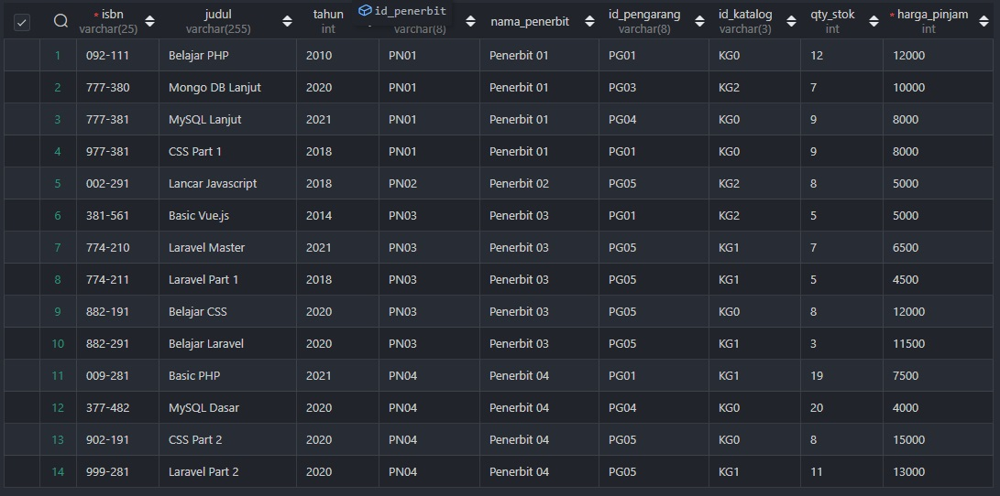 * isbn judul tahun id_penerbit nama_penerbit id_pengarang id_katalog qty_stok * harga_pinjam
varchar(25) varchar(255) int varchar(8) varchar(8) varchar(3) int int
1 092-111 Belajar PHP 2010 PN01 Penerbit 01 PG01 KG0 12 12000
2 777-380 Mongo DB Lanjut 2020 PN01 Penerbit 01 PG03 KG2 7 10000
3 777-381 MySQL Lanjut 2021 PN01 Penerbit 01 PG04 KG0 9 8000
4 977-381 CSS Part 1 2018 PN01 Penerbit 01 PG01 KG0 9 8000
5 002-291 Lancar Javascript 2018 PN02 Penerbit 02 PG05 KG2 8 5000
6 381-561 Basic Vue.js 2014 PN03 Penerbit 03 PG01 KG2 5 5000
7 774-210 Laravel Master 2021 PN03 Penerbit 03 PG05 KG1 7 6500
8 774-211 Laravel Part 1 2018 PN03 Penerbit 03 PG05 KG1 5 4500
9 882-191 Belajar CSS 2020 PN03 Penerbit 03 PG05 KG0 8 12000
10 882-291 Belajar Laravel 2020 PN03 Penerbit 03 PG05 KG1 3 11500
11 009-281 Basic PHP 2021 PN04 Penerbit 04 PG01 KG1 19 7500
12 377-482 MySQL Dasar 2020 PN04 Penerbit 04 PG04 KG0 20 4000
13 902-191 CSS Part 2 2020 PN04 Penerbit 04 PG05 KG0 8 15000
14 999-281 Laravel Part 2 2020 PN04 Penerbit 04 PG05 KG1 11 13000